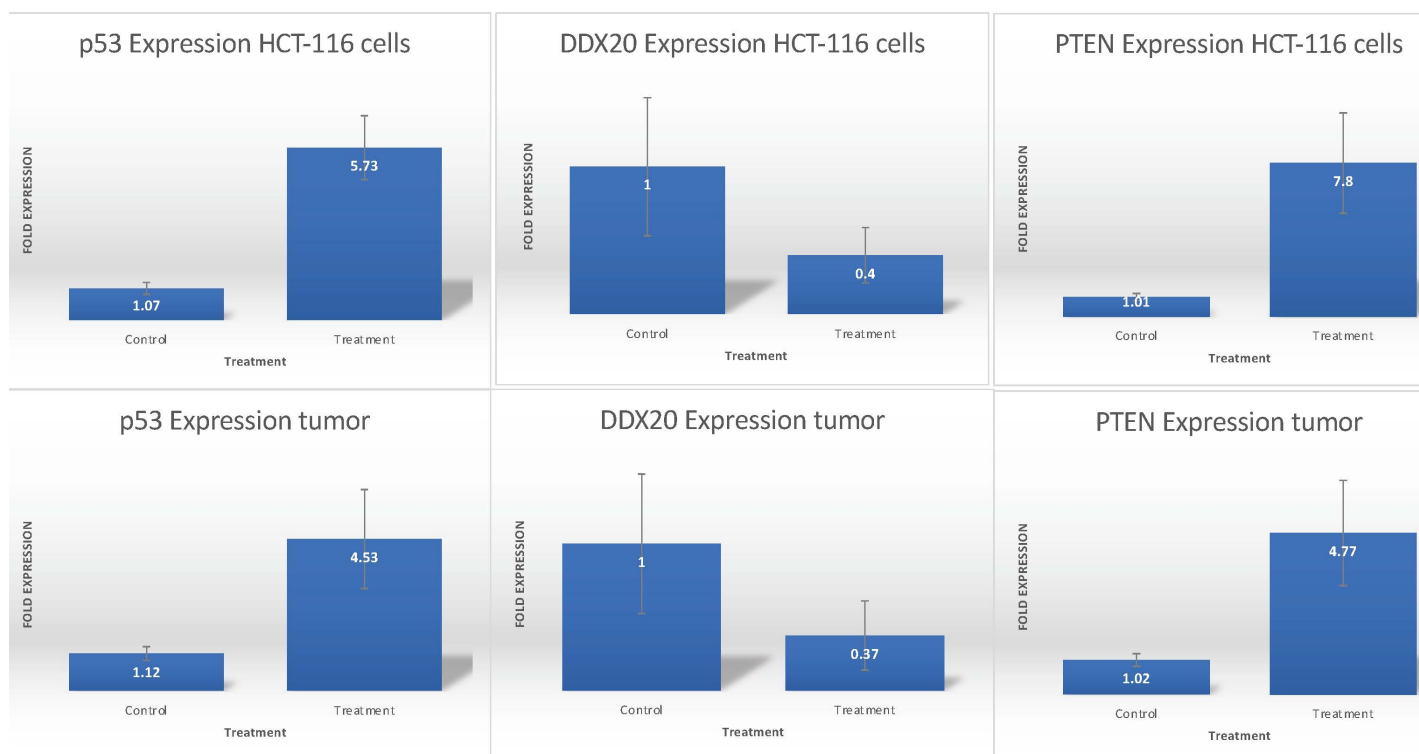 p53 Expression HCT-116 cells
FOLD EXPRESSION
5.73
1.07
Control
Treatment
Treatment
DDX20 Expression HCT-116 cells
FOLD EXPRESSION
1
0.4
Control
Treatment
Treatment
PTEN Expression HCT-116 cells
FOLD EXPRESSION
7.8
1.01
Control
Treatment
Treatment
p53 Expression tumor
FOLD EXPRESSION
4.53
1.12
Control
Treatment
Treatment
DDX20 Expression tumor
FOLD EXPRESSION
1
0.37
Control
Treatment
Treatment
PTEN Expression tumor
FOLD EXPRESSION
4.77
1.02
Control
Treatment
Treatment